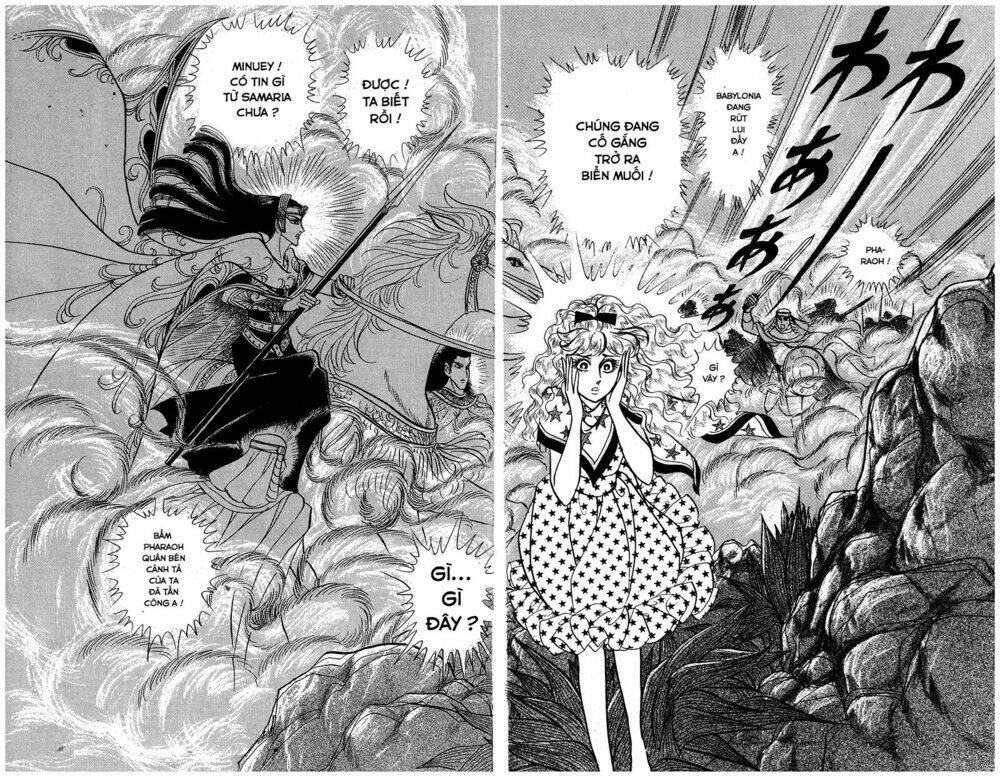 MINUEY !
CÓ TIN GÌ
TỪ SAMARIA
CHƯA ?
ĐƯỢC !
TA BIẾT
RỒI !
BẨM
PHARAOH
QUÂN BÊN
CÁNH TẢ
CỦA TA
ĐÃ TẤN
CÔNG Ạ !
GÌ...
GÌ
ĐÂY ?
CHÚNG ĐANG
CỐ GẮNG
TRỞ RA
BIỂN MUỐI !
BABYLONIA
ĐANG
RÚT
LUI
ĐẤY
Ạ !
わわあああー
PHA-
RAOH !
GÌ
VẬY ?